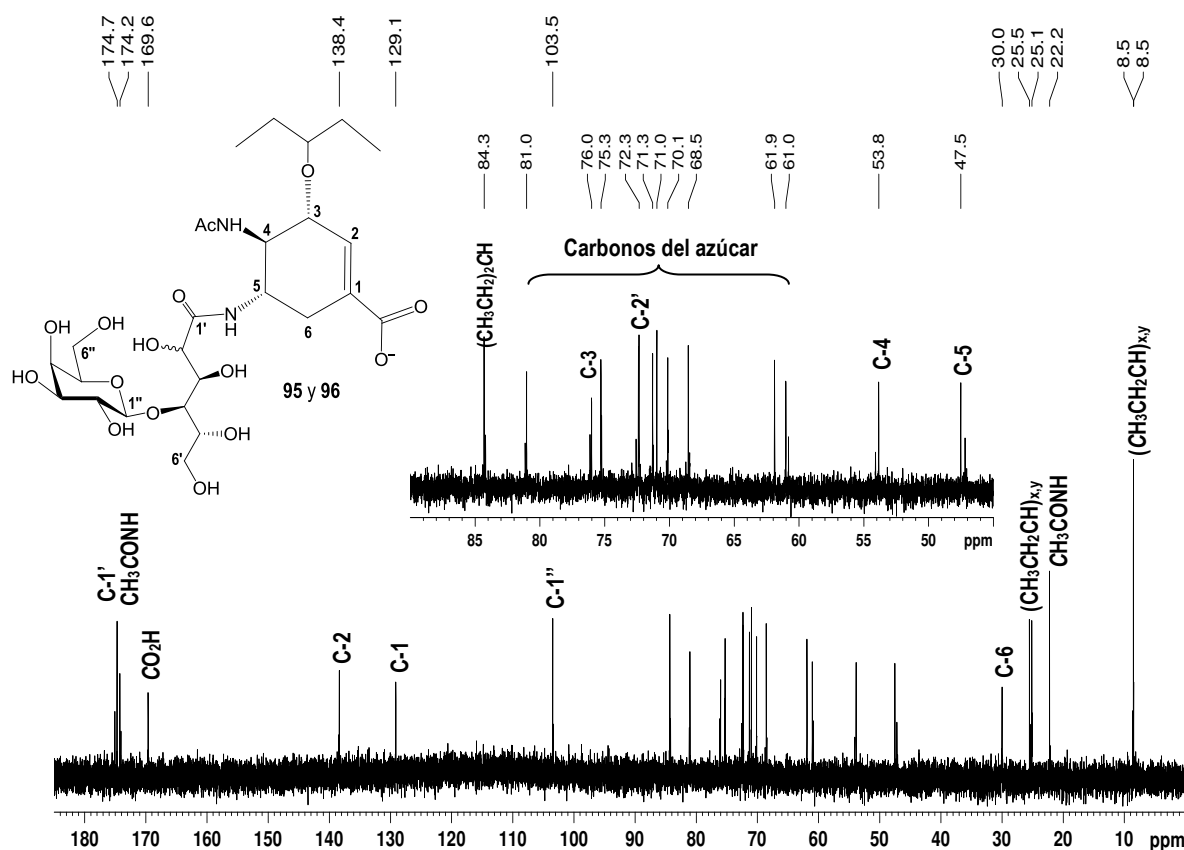 174.7
174.2
169.6
138.4
129.1
103.5
30.0
25.5
25.1
22.2
8.5
8.5
84.3
81.0
76.0
75.3
72.3
71.3
71.0
70.1
68.5
61.9
61.0
53.8
47.5
O
3
AcHN
4
2
5
1
O
O
1'
N
H
6
O⁻
OH
OH
6''
HO
OH
HO
O
1''
O
OH
OH
6'
OH
95 y 96
(CH3CH2)2CH
Carbonos del azúcar
C-3
C-2'
C-4
C-5
85 80 75 70 65 60 55 50 ppm
C-1'
CH3CONH
CO2H
C-2
C-1
C-1''
C-6
(CH3CH2CH)x,y
CH3CONH
(CH3CH2CH)x,y
180 170 160 150 140 130 120 110 100 90 80 70 60 50 40 30 20 10 ppm